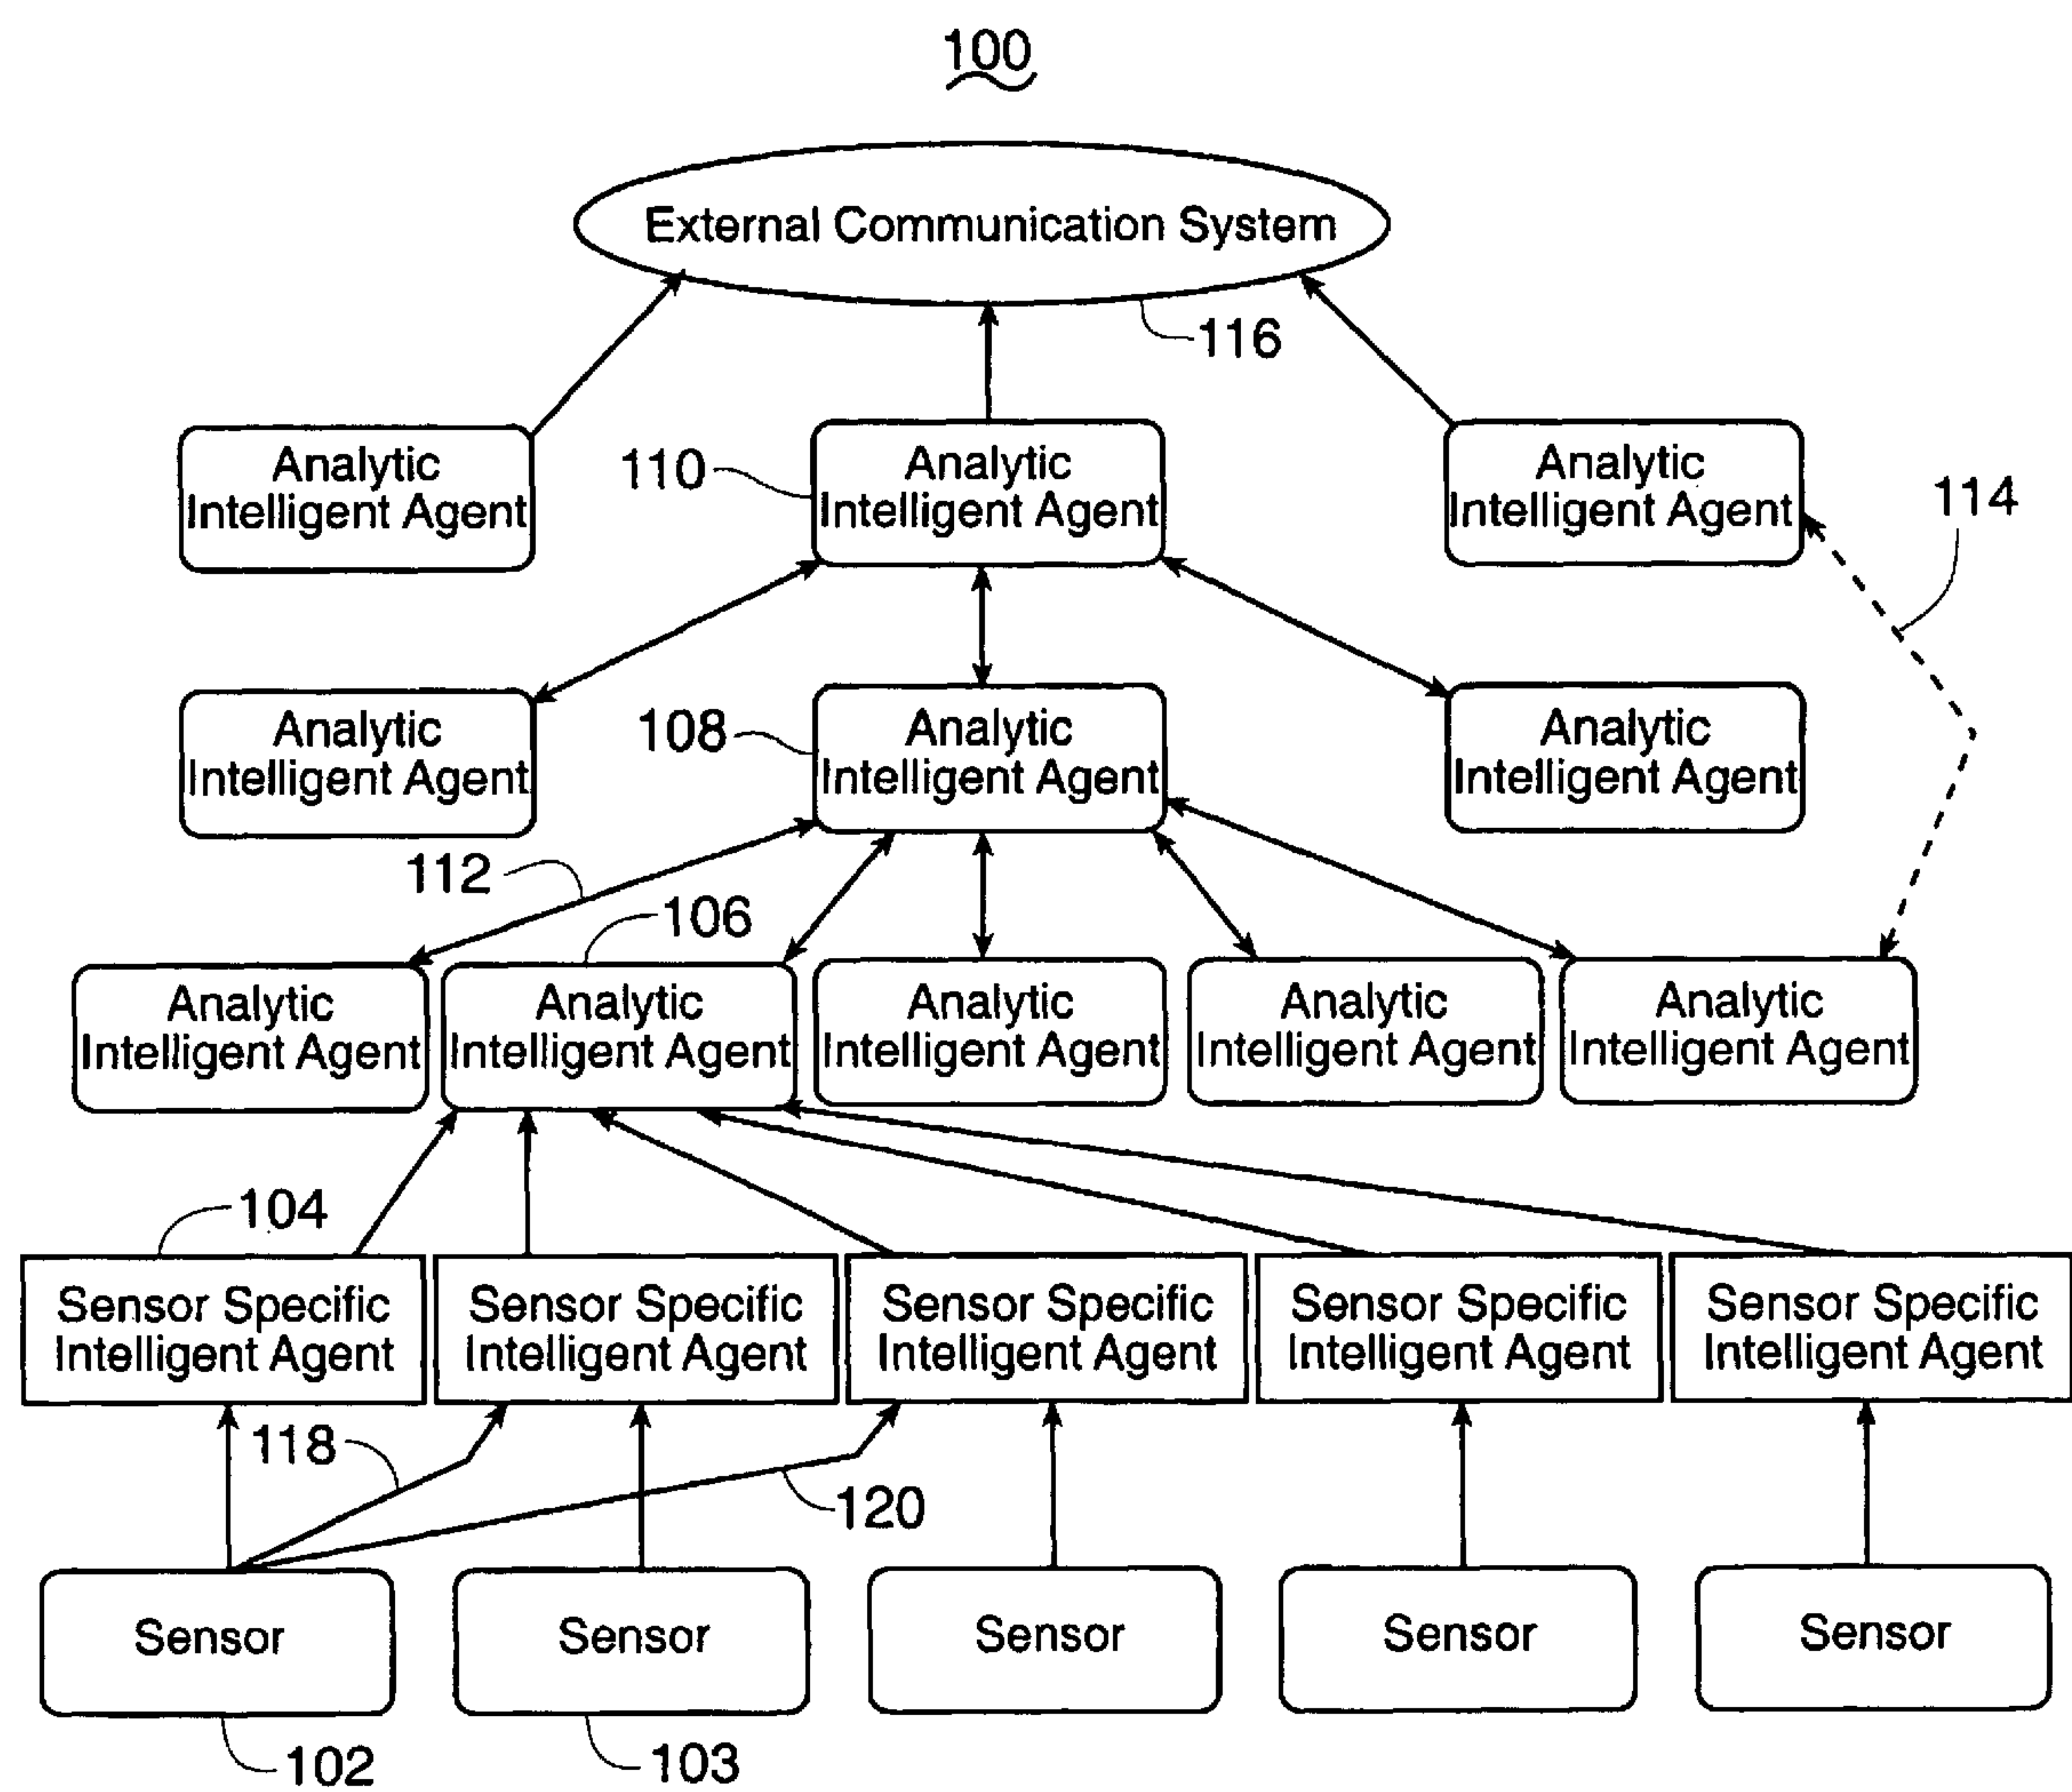 100
External Communication System
116
Analytic
Intelligent Agent
110
Analytic
Intelligent Agent
Analytic
Intelligent Agent
114
Analytic
Intelligent Agent
108
Analytic
Intelligent Agent
Analytic
Intelligent Agent
112
106
Analytic
Intelligent Agent
Analytic
Intelligent Agent
Analytic
Intelligent Agent
Analytic
Intelligent Agent
Analytic
Intelligent Agent
104
Sensor Specific
Intelligent Agent
Sensor Specific
Intelligent Agent
Sensor Specific
Intelligent Agent
Sensor Specific
Intelligent Agent
Sensor Specific
Intelligent Agent
118
120
Sensor
Sensor
Sensor
Sensor
Sensor
102
103